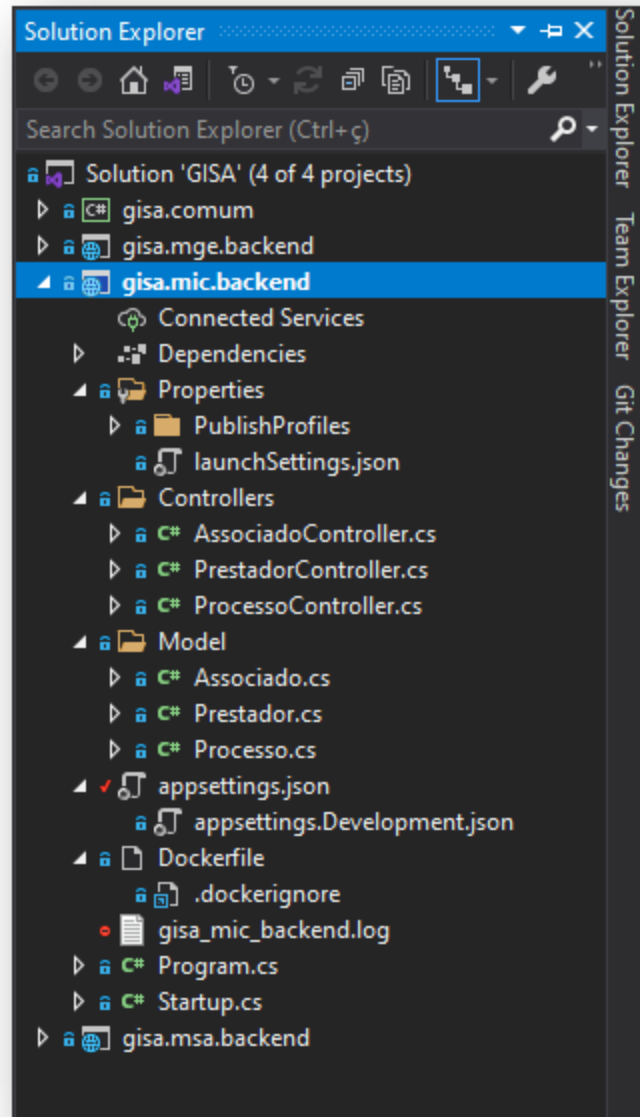 Solution Explorer
Search Solution Explorer (Ctrl+ç)
Solution 'GISA' (4 of 4 projects)
C# gisa.comum
gisa.mge.backend
gisa.mic.backend
Connected Services
Dependencies
Properties
PublishProfiles
launchSettings.json
Controllers
C# AssociadoController.cs
C# PrestadorController.cs
C# ProcessoController.cs
Model
C# Associado.cs
C# Prestador.cs
C# Processo.cs
appsettings.json
appsettings.Development.json
Dockerfile
.dockerignore
gisa_mic_backend.log
C# Program.cs
C# Startup.cs
gisa.msa.backend
Solution Explorer
Team Explorer
Git Changes